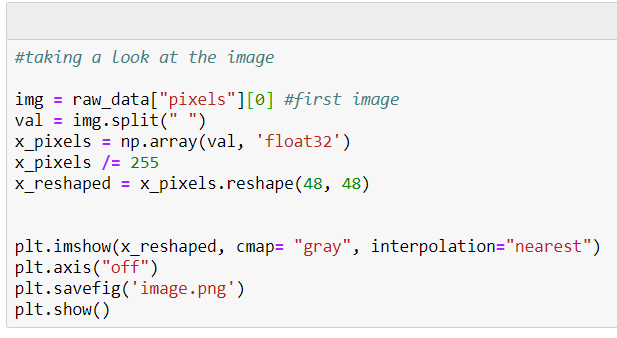 #taking a look at the image
img = raw_data["pixels"][0] #first image
val = img.split(" ")
x_pixels = np.array(val, 'float32')
x_pixels /= 255
x_reshaped = x_pixels.reshape(48, 48)
plt.imshow(x_reshaped, cmap= "gray", interpolation="nearest")
plt.axis("off")
plt.savefig('image.png')
plt.show()